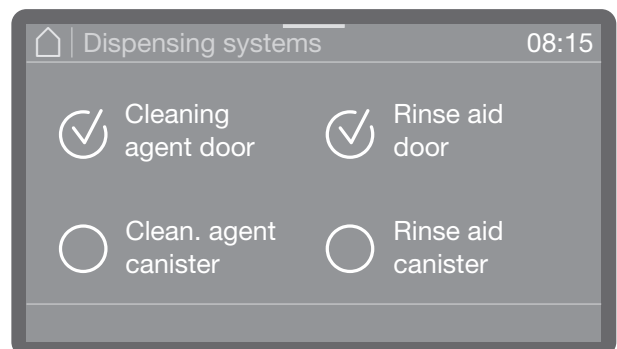 Dispensing systems 08:15
Cleaning
agent door
Rinse aid
door
Clean. agent
canister
Rinse aid
canister